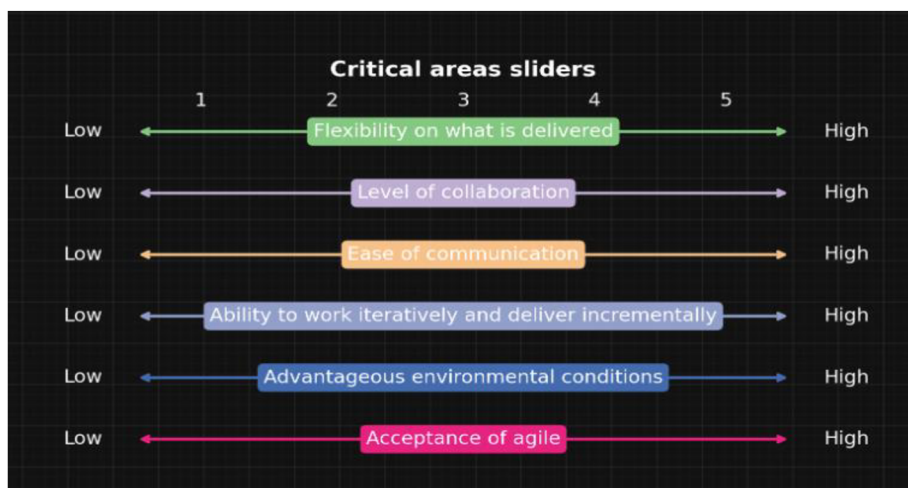 Critical areas sliders
1 2 3 4 5
Low Flexibility on what is delivered High
Low Level of collaboration High
Low Ease of communication High
Low Ability to work iteratively and deliver incrementally High
Low Advantageous environmental conditions High
Low Acceptance of agile High